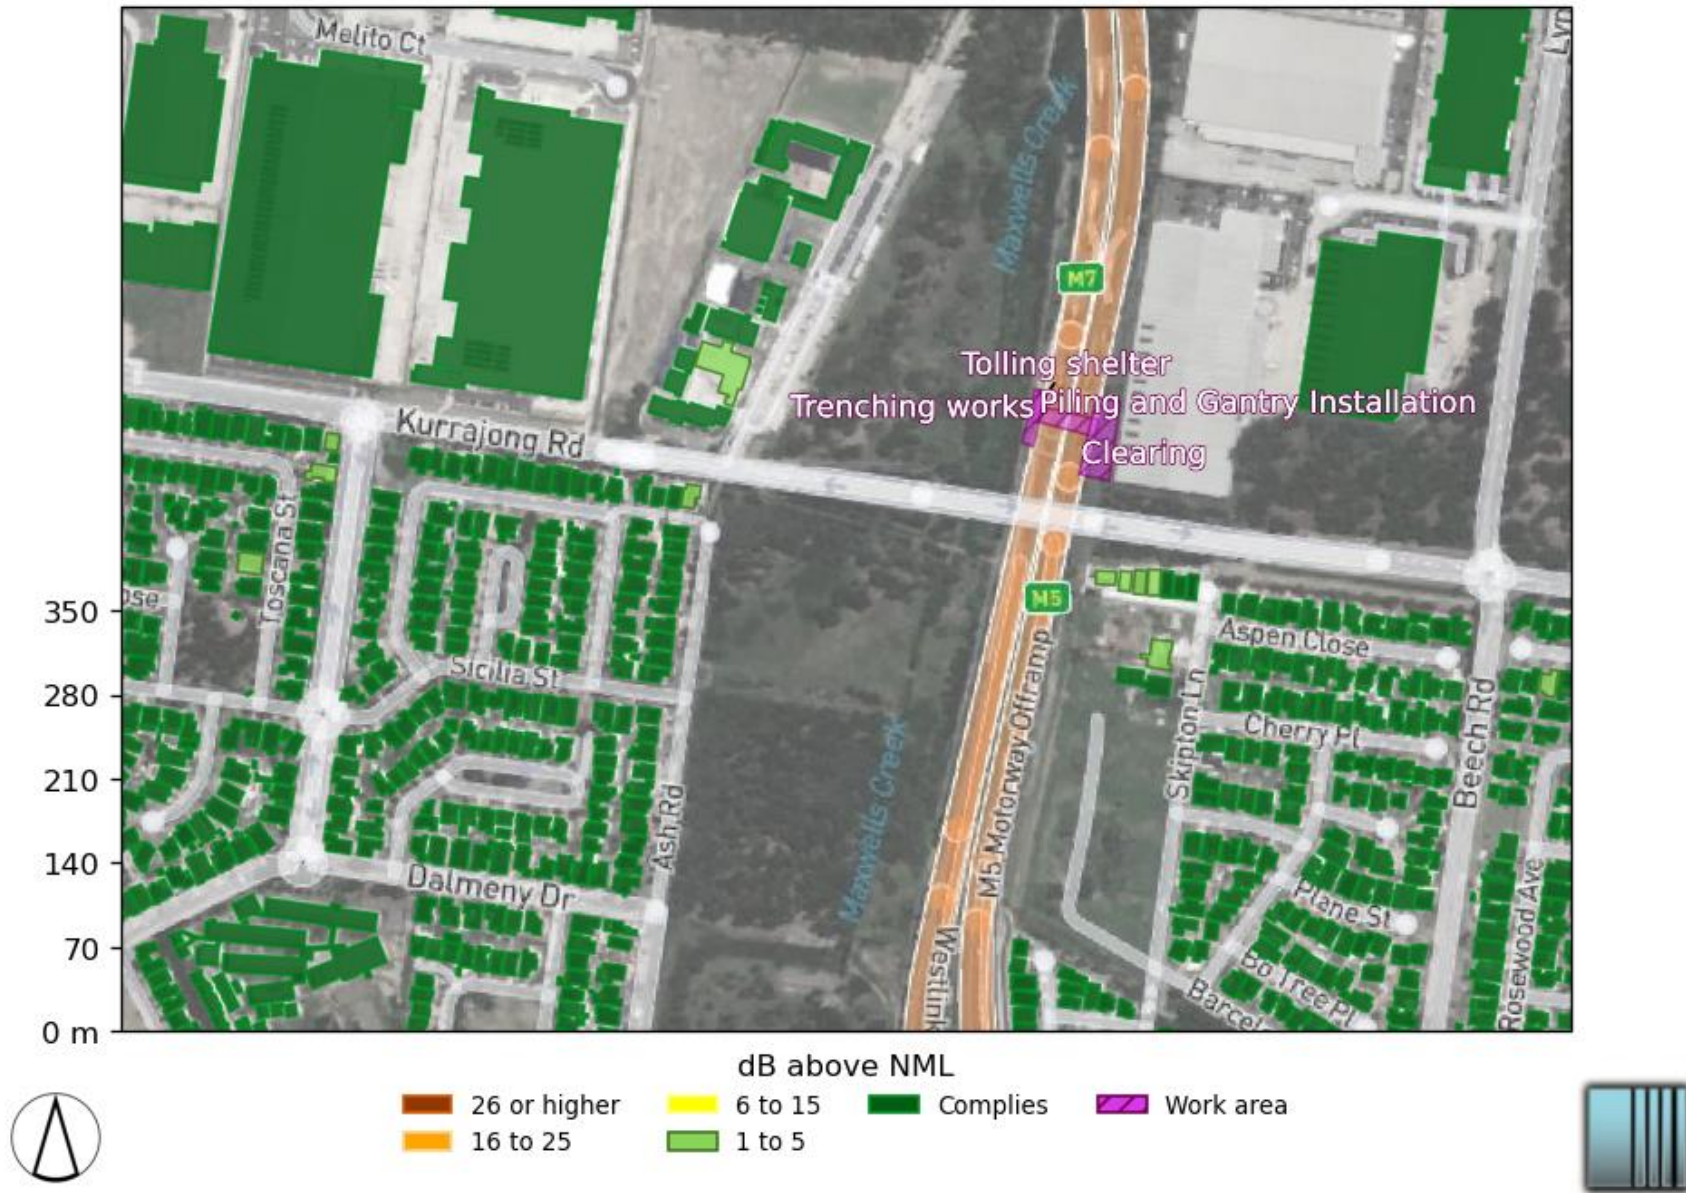 Melito Ct
Lyn
Maxwells Creek
M7
Tolling shelter
Trenching works
Piling and Gantry Installation
Clearing
Kurrajong Rd
Toscana St
ose
M5
350
Aspen Close
Sicilia St
280
Skipton Ln
Cherry Pl
Beech Rd
M5 Motorway Offramp
210
Maxwells Creek
Ash Rd
140
Dalmeny Dr
Plane St
Rosewood Ave
70
Westlink
Bo Tree Pl
Barcel
0 m
dB above NML
26 or higher
6 to 15
Complies
Work area
16 to 25
1 to 5